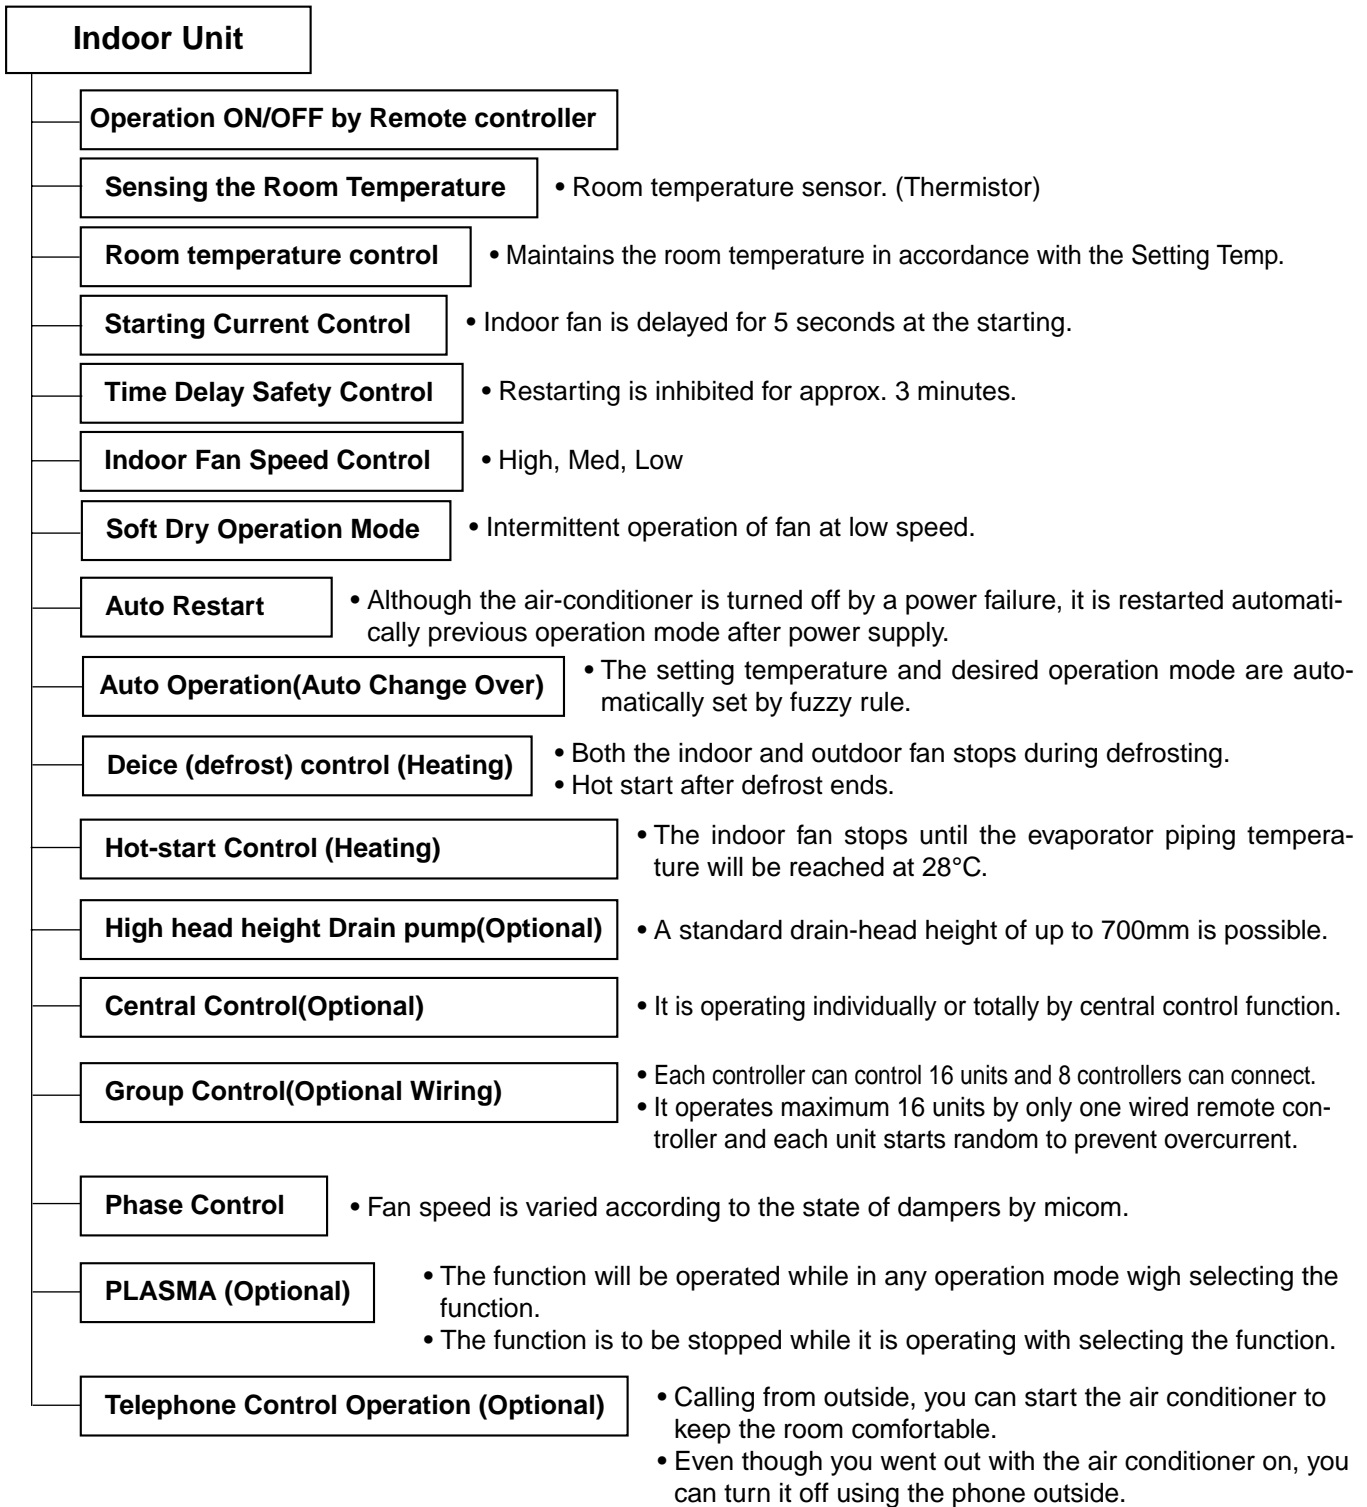 Indoor Unit
Operation ON/OFF by Remote controller
Sensing the Room Temperature
• Room temperature sensor. (Thermistor)
Room temperature control
• Maintains the room temperature in accordance with the Setting Temp.
Starting Current Control
• Indoor fan is delayed for 5 seconds at the starting.
Time Delay Safety Control
• Restarting is inhibited for approx. 3 minutes.
Indoor Fan Speed Control
• High, Med, Low
Soft Dry Operation Mode
• Intermittent operation of fan at low speed.
Auto Restart
• Although the air-conditioner is turned off by a power failure, it is restarted automati-
cally previous operation mode after power supply.
Auto Operation(Auto Change Over)
• The setting temperature and desired operation mode are auto-
matically set by fuzzy rule.
Deice (defrost) control (Heating)
• Both the indoor and outdoor fan stops during defrosting.
• Hot start after defrost ends.
Hot-start Control (Heating)
• The indoor fan stops until the evaporator piping tempera-
ture will be reached at 28°C.
High head height Drain pump(Optional)
• A standard drain-head height of up to 700mm is possible.
Central Control(Optional)
• It is operating individually or totally by central control function.
Group Control(Optional Wiring)
• Each controller can control 16 units and 8 controllers can connect.
• It operates maximum 16 units by only one wired remote con-
troller and each unit starts random to prevent overcurrent.
Phase Control
• Fan speed is varied according to the state of dampers by micom.
PLASMA (Optional)
• The function will be operated while in any operation mode wigh selecting the
function.
• The function is to be stopped while it is operating with selecting the function.
Telephone Control Operation (Optional)
• Calling from outside, you can start the air conditioner to
keep the room comfortable.
• Even though you went out with the air conditioner on, you
can turn it off using the phone outside.